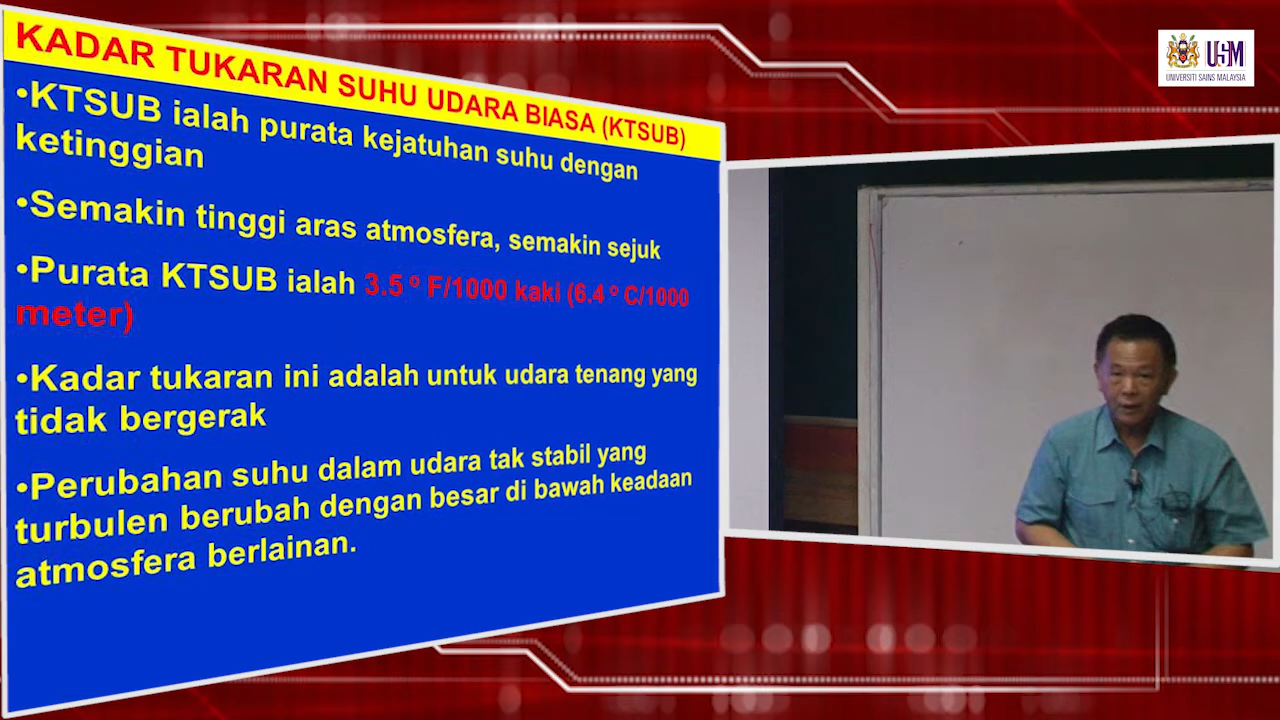 KADAR TUKARAN SUHU UDARA BIASA (KTSUB)
•KTSUB ialah purata kejatuhan suhu dengan
ketinggian
•Semakin tinggi aras atmosfera, semakin sejuk
•Purata KTSUB ialah 3.5 º F/1000 kaki (6.4 º C/1000
meter)
•Kadar tukaran ini adalah untuk udara tenang yang
tidak bergerak
•Perubahan suhu dalam udara tak stabil yang
turbulen berubah dengan besar di bawah keadaan
atmosfera berlainan.
USM
UNIVERSITI SAINS MALAYSIA